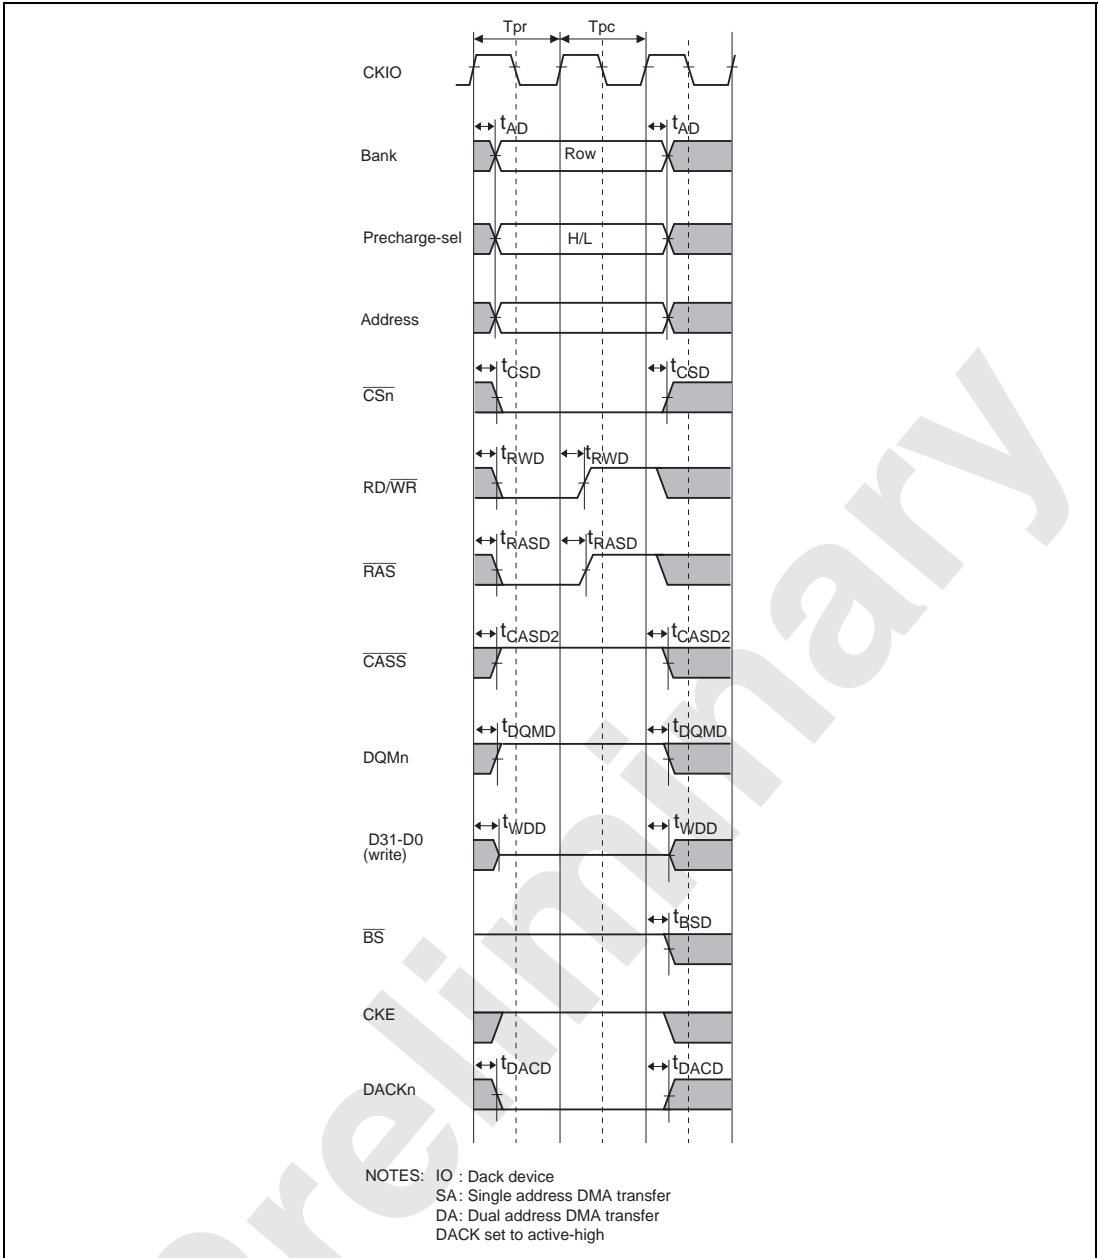 Tpr Tpc
CKIO
tAD tAD
Bank Row
Precharge-sel H/L
Address
tCSD tCSD
CSn
tRWD tRWD
RD/WR
tRASD tRASD
RAS
tCASD2 tCASD2
CASS
tDQMD tDQMD
DQMn
tWDD tWDD
D31-D0
(write)
tBSD
BS
CKE
tDACD tDACD
DACKn
NOTES: IO : Dack device
SA: Single address DMA transfer
DA: Dual address DMA transfer
DACK set to active-high
Preliminary